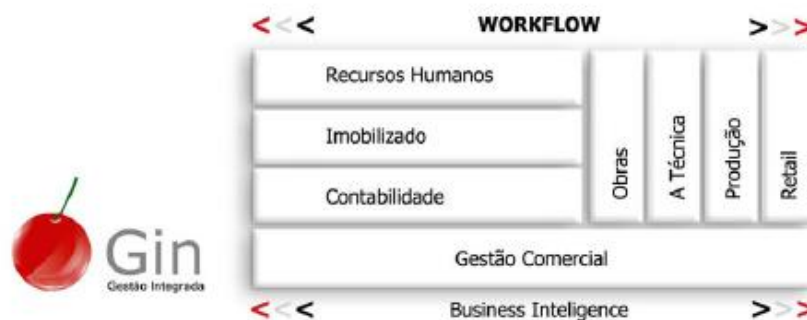 <<< WORKFLOW >>>
Recursos Humanos
Imobilizado
Contabilidade
Obras
A Técnica
Produção
Retail
Gestão Comercial
<<< Business Inteligence >>>
Gin
Gestão Integrada